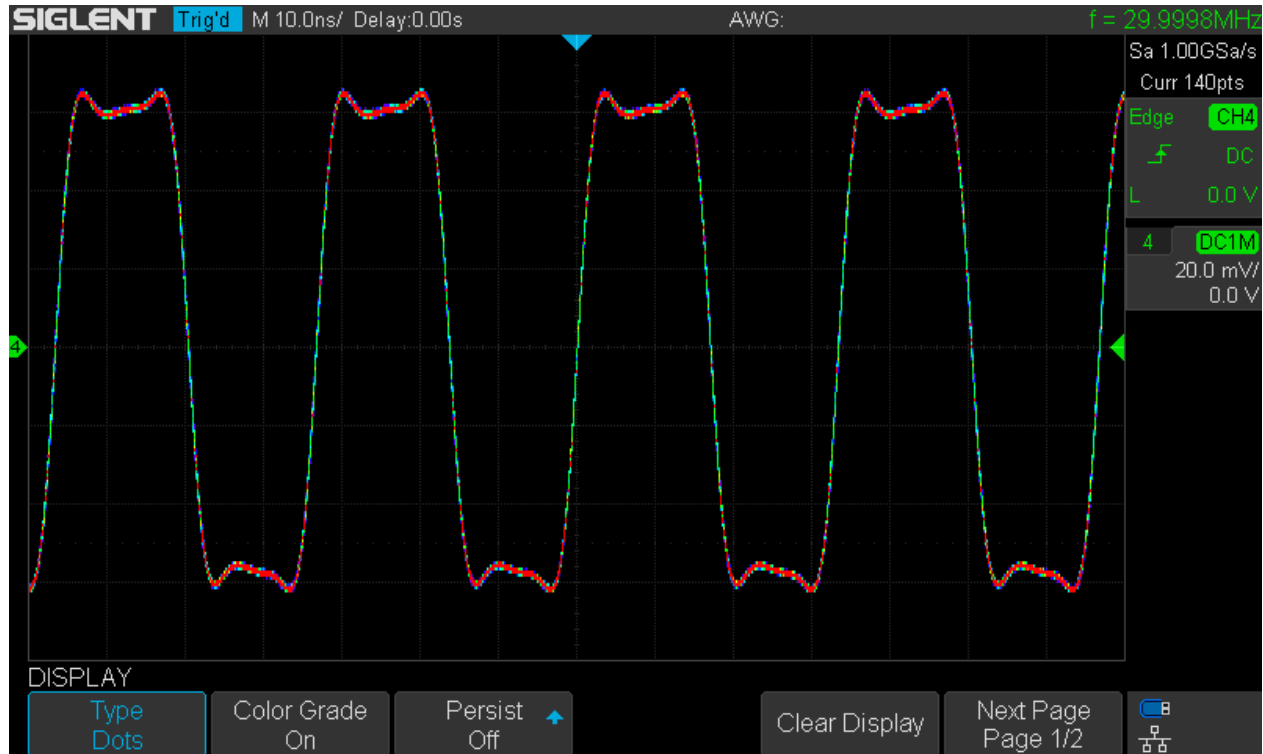 SIGLENT Trig'd M 10.0ns/ Delay:0.00s AWG: f = 29.9998MHz
Sa 1.00GSa/s
Curr 140pts
Edge CH4
DC
L 0.0 V
4 DC1M
20.0 mV/
0.0 V
4
DISPLAY
Type
Dots
Color Grade
On
Persist
Off
Clear Display
Next Page
Page 1/2